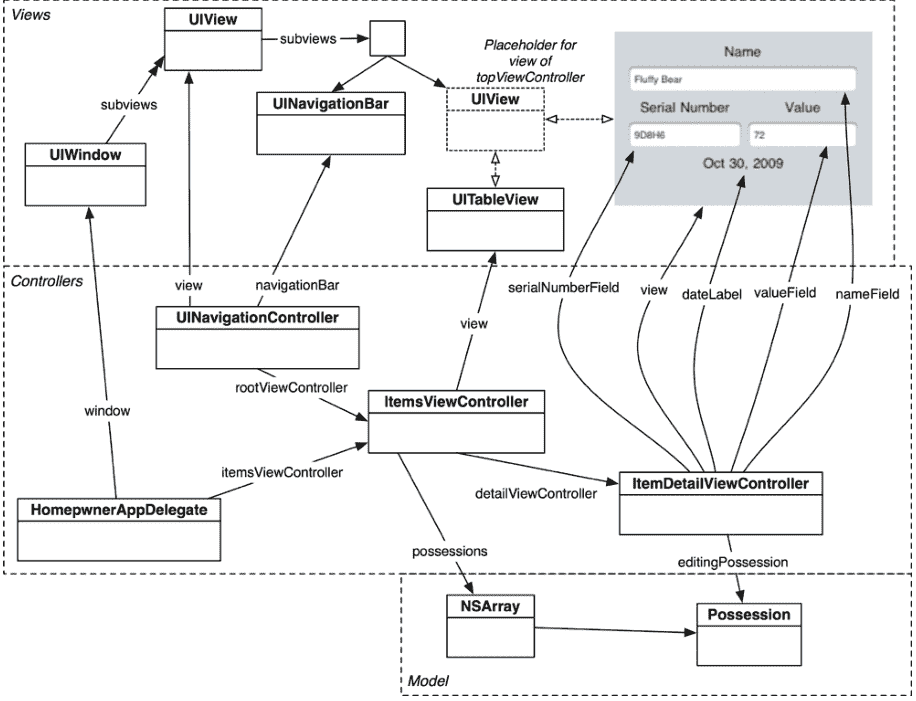 Views
UIView
subviews
Placeholder for
view of
topViewController
Name
Fluffy Bear
Serial Number
Value
9D8H6
72
Oct 30, 2009
UINavigationBar
UIView
subviews
UIWindow
UITableView
Controllers
view
navigationBar
serialNumberField
view
dateLabel
valueField
nameField
UINavigationController
view
rootViewController
ItemsViewController
window
itemsViewController
detailViewController
ItemDetailViewController
HomepwnerAppDelegate
possessions
editingPossession
NSArray
Possession
Model